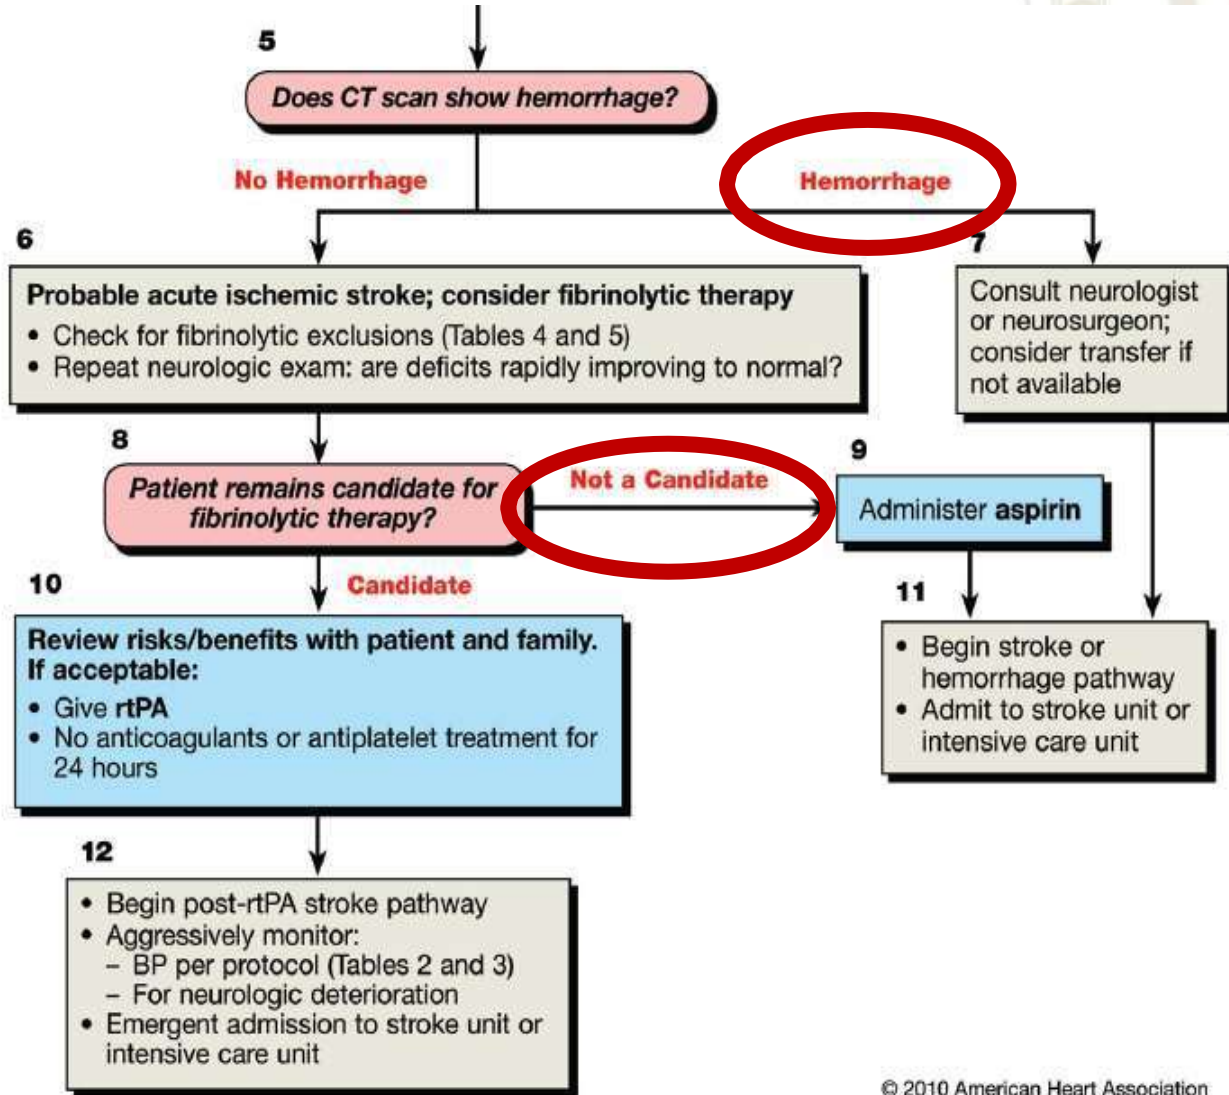 5
Does CT scan show hemorrhage?
No Hemorrhage
Hemorrhage
6
Probable acute ischemic stroke; consider fibrinolytic therapy
• Check for fibrinolytic exclusions (Tables 4 and 5)
• Repeat neurologic exam: are deficits rapidly improving to normal?
7
Consult neurologist
or neurosurgeon;
consider transfer if
not available
8
Patient remains candidate for
fibrinolytic therapy?
Not a Candidate
9
Administer aspirin
Candidate
10
Review risks/benefits with patient and family.
If acceptable:
• Give rtPA
• No anticoagulants or antiplatelet treatment for
24 hours
11
• Begin stroke or
hemorrhage pathway
• Admit to stroke unit or
intensive care unit
12
• Begin post-rtPA stroke pathway
• Aggressively monitor:
– BP per protocol (Tables 2 and 3)
– For neurologic deterioration
• Emergent admission to stroke unit or
intensive care unit
© 2010 American Heart Association